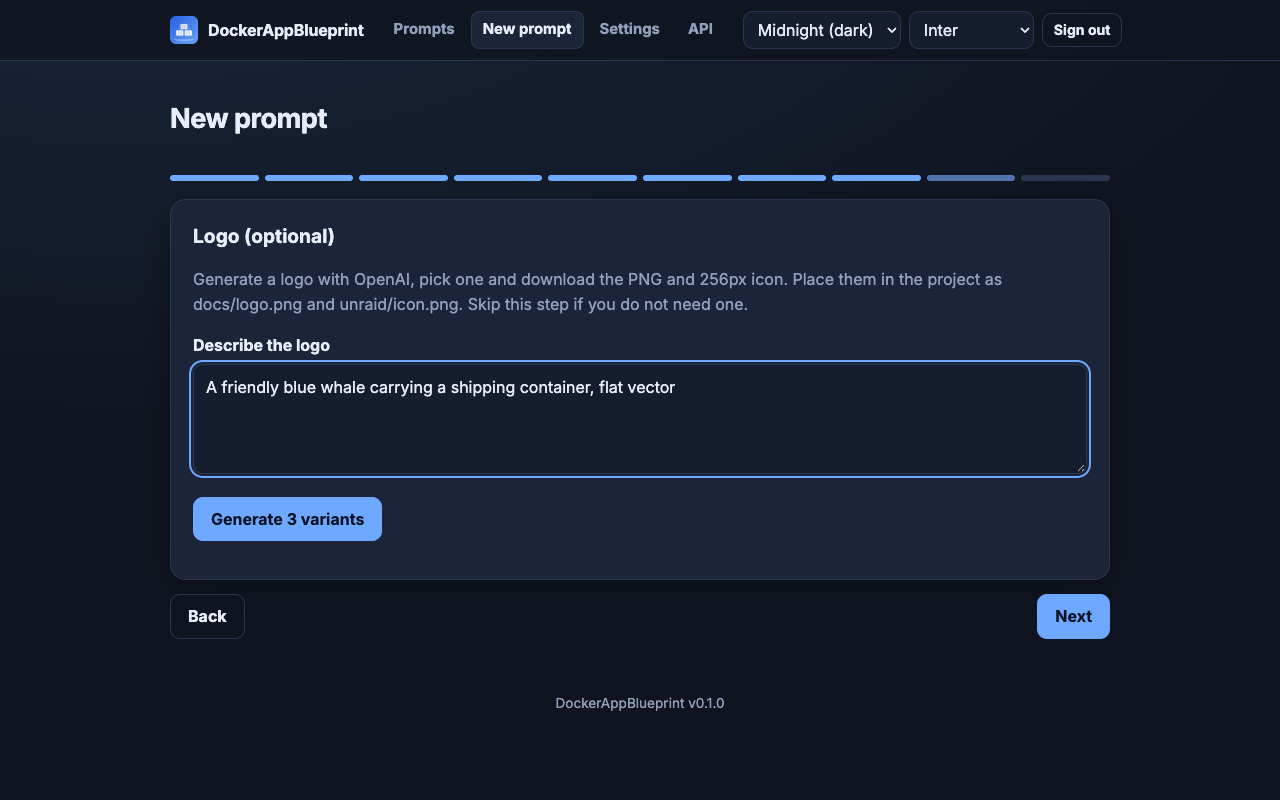 DockerAppBlueprint Prompts New prompt Settings API Midnight (dark) Inter Sign out
New prompt
Logo (optional)
Generate a logo with OpenAI, pick one and download the PNG and 256px icon. Place them in the project as
docs/logo.png and unraid/icon.png. Skip this step if you do not need one.
Describe the logo
A friendly blue whale carrying a shipping container, flat vector
Generate 3 variants
Back Next
DockerAppBlueprint v0.1.0